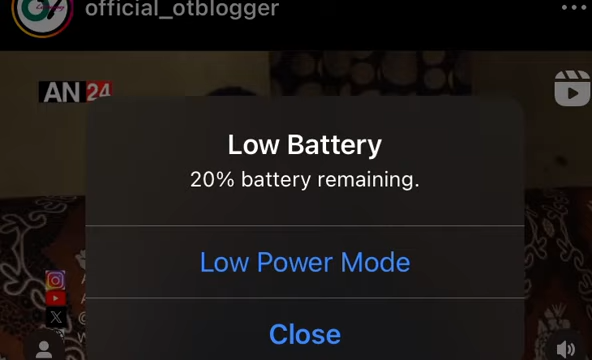 official_otblogger
AN 24
Low Battery
20% battery remaining.
Low Power Mode
Close